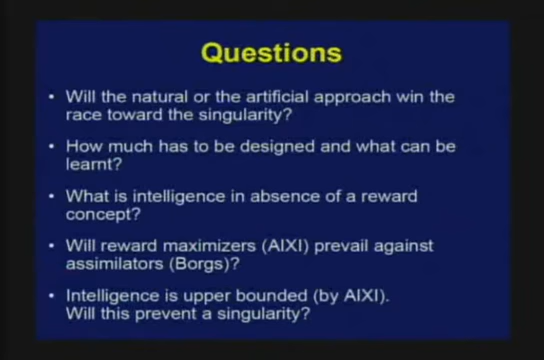 Questions
• Will the natural or the artificial approach win the
race toward the singularity?
• How much has to be designed and what can be
learnt?
• What is intelligence in absence of a reward
concept?
• Will reward maximizers (AIXI) prevail against
assimilators (Borgs)?
• Intelligence is upper bounded (by AIXI).
Will this prevent a singularity?